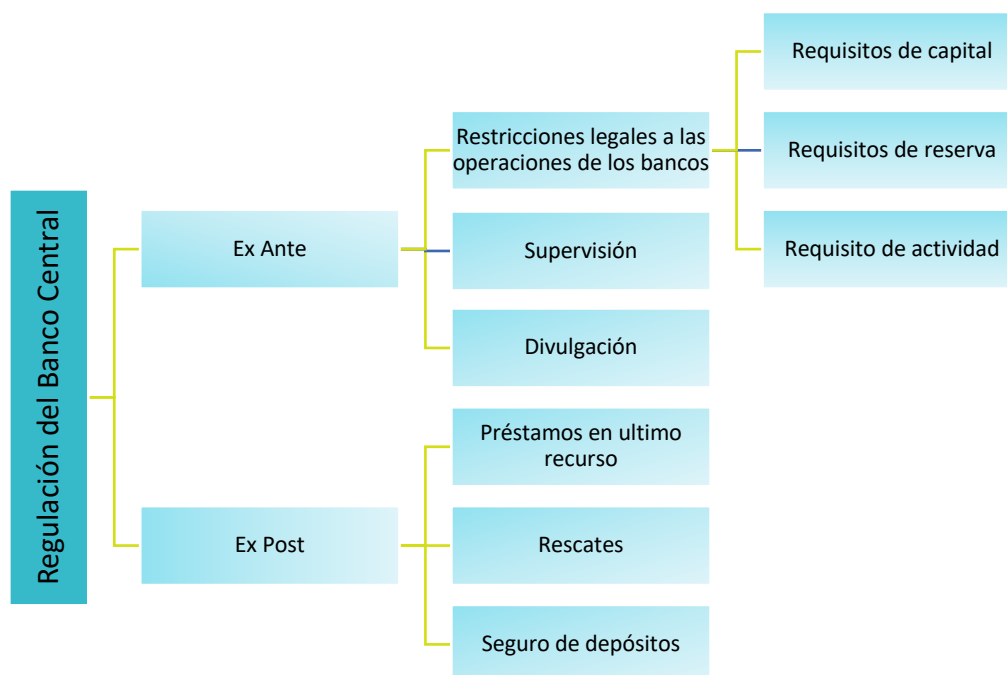 Regulación del Banco Central
Ex Ante
Restricciones legales a las
operaciones de los bancos
Requisitos de capital
Requisitos de reserva
Requisito de actividad
Supervisión
Divulgación
Ex Post
Préstamos en ultimo
recurso
Rescates
Seguro de depósitos